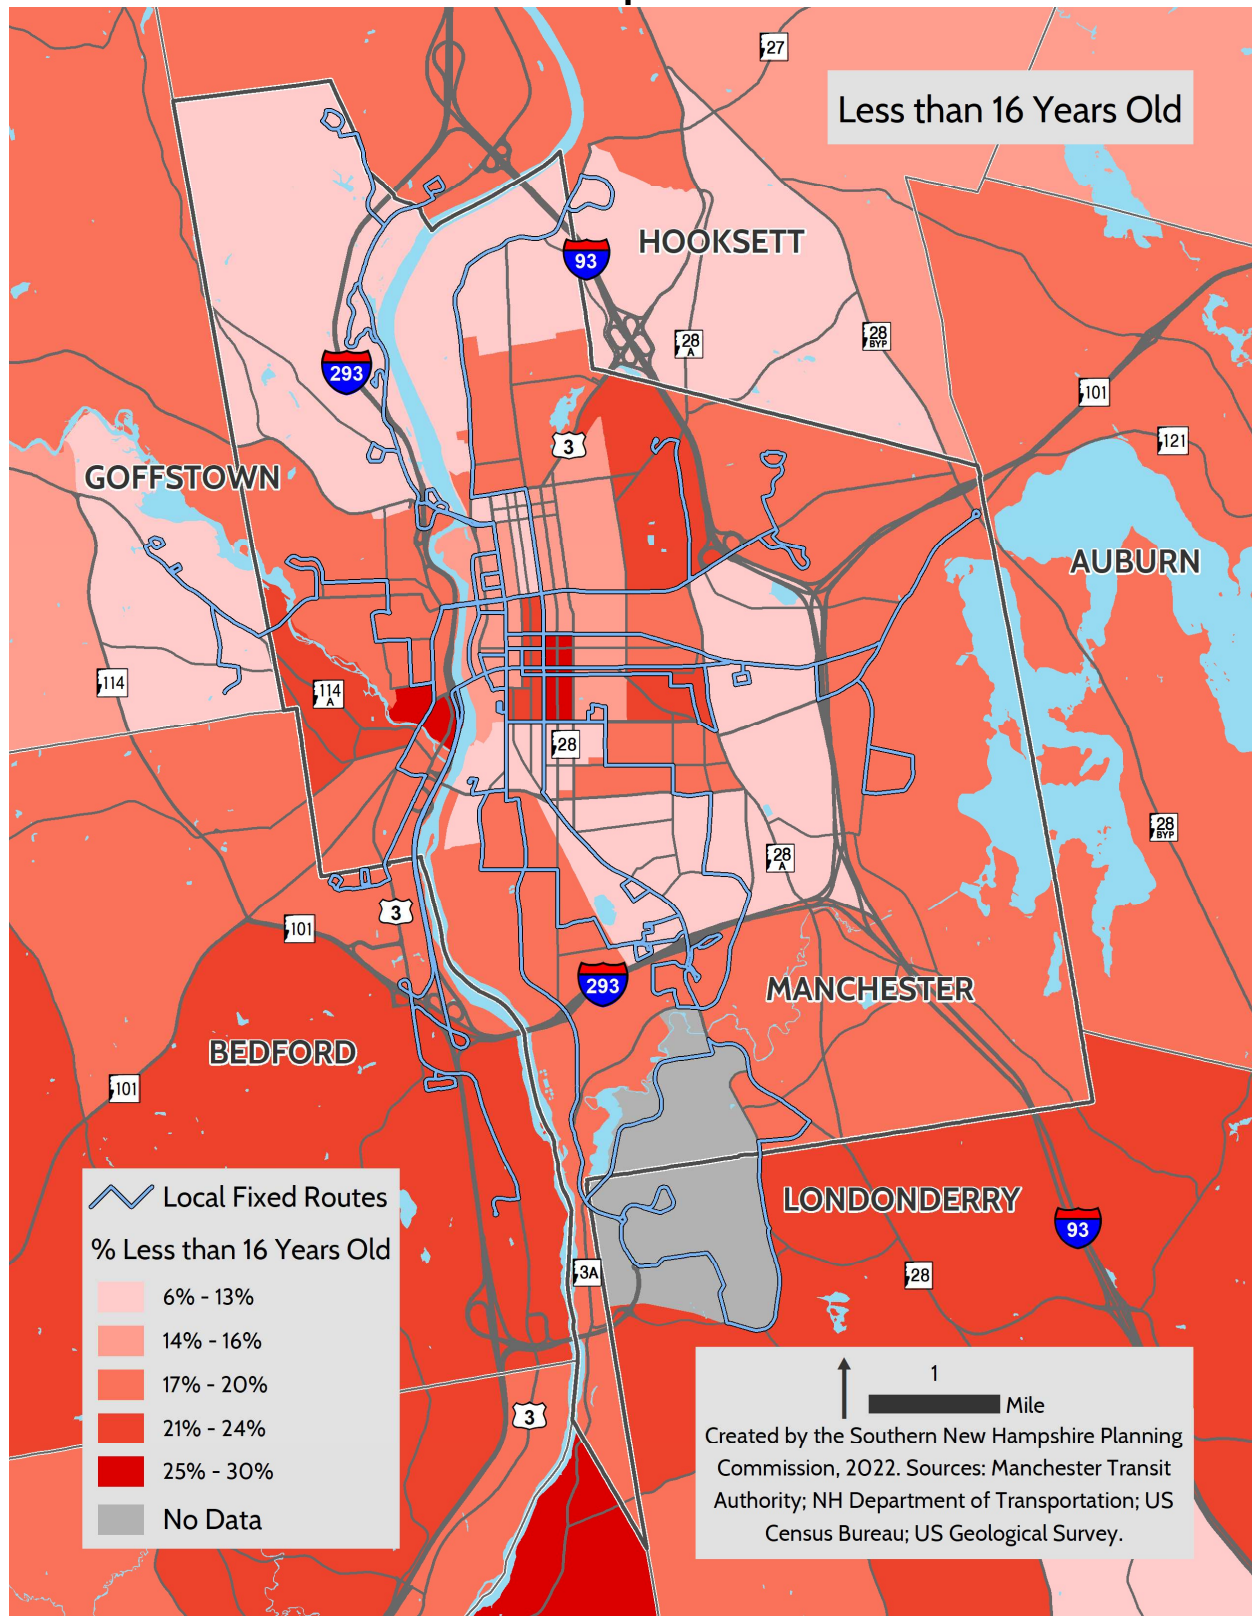 27
Less than 16 Years Old
HOOKSETT
93
28
A
28
BYP
293
101
3
121
GOFFSTOWN
AUBURN
114
114
A
28
28
BYP
28
A
3
101
293
MANCHESTER
BEDFORD
101
Local Fixed Routes
LONDONDERRY
93
% Less than 16 Years Old
3A
28
6% - 13%
14% - 16%
17% - 20%
21% - 24%
25% - 30%
No Data
3
1
Mile
Created by the Southern New Hampshire Planning
Commission, 2022. Sources: Manchester Transit
Authority; NH Department of Transportation; US
Census Bureau; US Geological Survey.